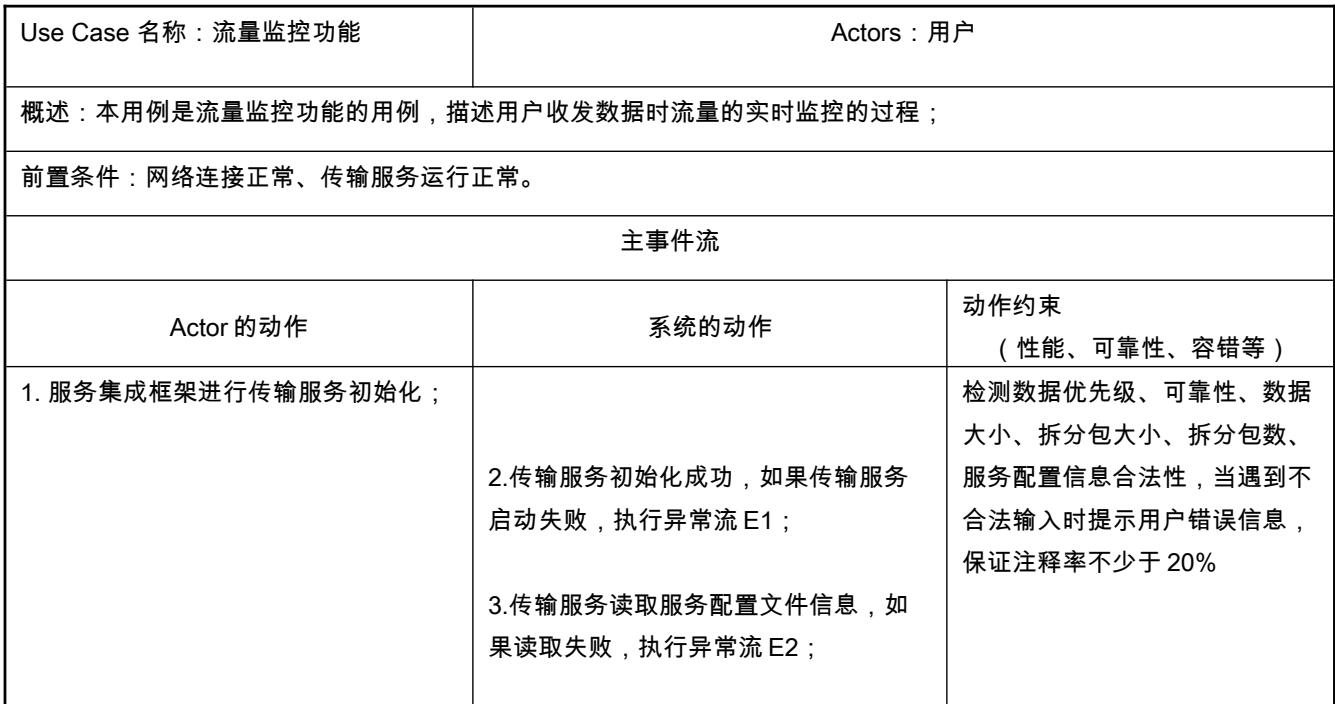 Use Case 名称：流量监控功能
Actors：用户
概述：本用例是流量监控功能的用例，描述用户收发数据时流量的实时监控的过程；
前置条件：网络连接正常、传输服务运行正常。
主事件流
Actor 的动作
系统的动作
动作约束
（性能、可靠性、容错等）
1. 服务集成框架进行传输服务初始化；
2.传输服务初始化成功，如果传输服务
启动失败，执行异常流 E1；
3.传输服务读取服务配置文件信息，如
果读取失败，执行异常流 E2；
检测数据优先级、可靠性、数据
大小、拆分包大小、拆分包数、
服务配置信息合法性，当遇到不
合法输入时提示用户错误信息，
保证注释率不少于 20%